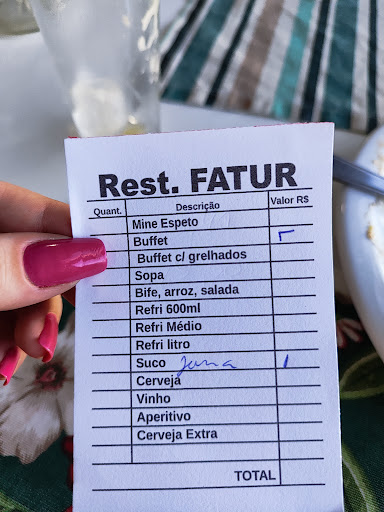 Rest. FATUR
Quant. Descrição Valor R$
Mine Espeto
Buffet
Buffet c/ grelhados
Sopa
Bife, arroz, salada
Refri 600ml
Refri Médio
Refri litro
Suco
Cerveja
Vinho
Aperitivo
Cerveja Extra
TOTAL